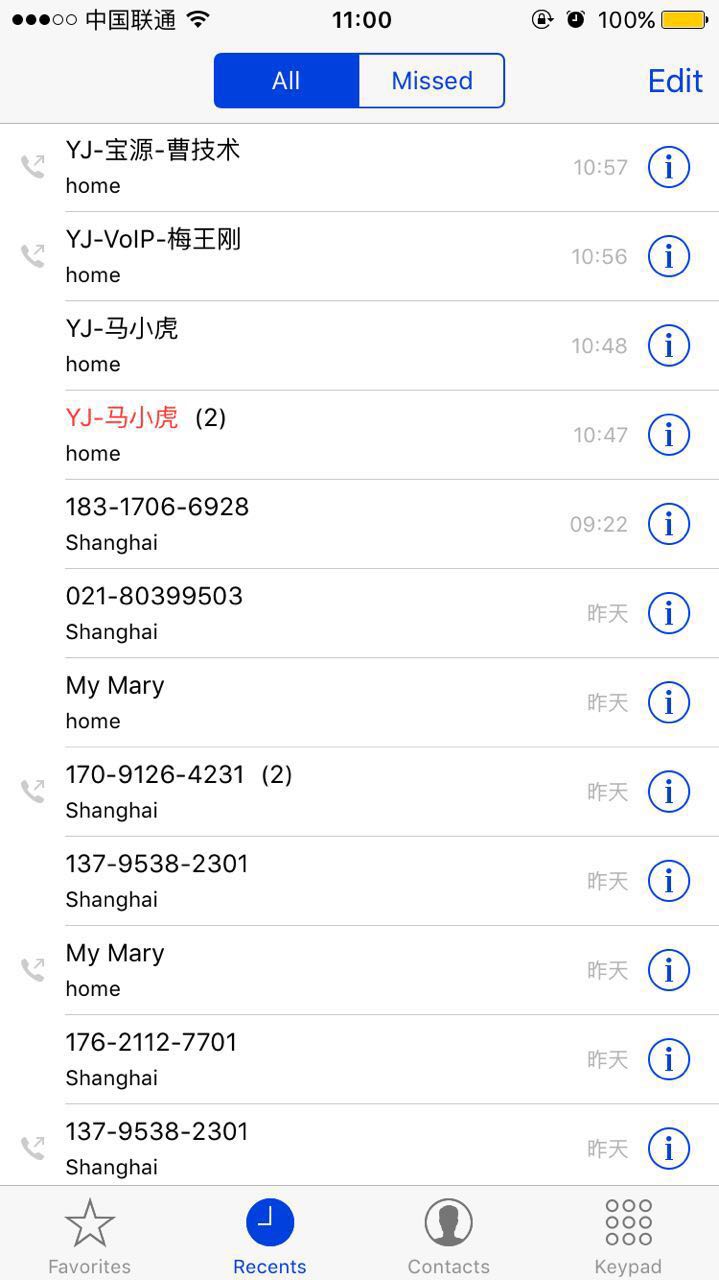 中国联通 11:00 100%
All Missed Edit
YJ-宝源-曹技术
home 10:57
YJ-VoIP-梅王刚
home 10:56
YJ-马小虎
home 10:48
YJ-马小虎 (2)
home 10:47
183-1706-6928
Shanghai 09:22
021-80399503
Shanghai 昨天
My Mary
home 昨天
170-9126-4231 (2)
Shanghai 昨天
137-9538-2301
Shanghai 昨天
My Mary
home 昨天
176-2112-7701
Shanghai 昨天
137-9538-2301
Shanghai 昨天
Favorites Recents Contacts Keypad